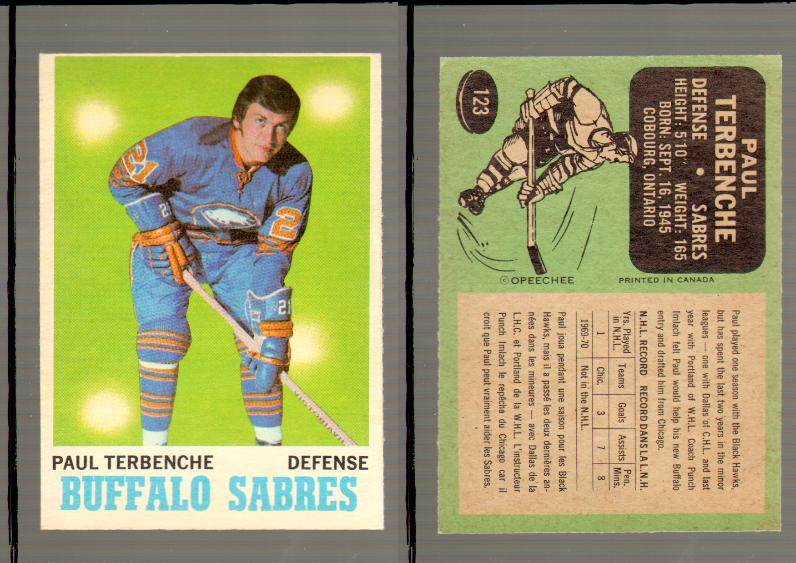 21
2
21
21
PAUL TERBENCHE DEFENSE
BUFFALO SABRES
123
PAUL
TERBENCHE
DEFENSE • SABRES
HEIGHT: 5'10" WEIGHT: 165
BORN: SEPT. 16, 1945
COBOURG, ONTARIO
©OPEECHEE PRINTED IN CANADA
Paul played one season with the Black Hawks,
but has spent the last two years in the minor
leagues — one with Dallas of C.H.L. and last
year with Portland of W.H.L. Coach Punch
Imlach felt Paul would help his new Buffalo
entry and drafted him from Chicago.
N.H.L. RECORD RECORD DANS LA L.N.H.
Yrs. Played in N.H.L. Teams Goals Assists Pen. Mins.
1 Chic. 3 7 8
1969-70 Not in the N.H.L.
Paul joua pendant une saison pour les Black
Hawks, mais il a passé les deux dernières an-
nées dans les mineures — avec Dallas de la
L.H.C. et Portland de la W.H.L. L'instructeur
Punch Imlach le repêcha du Chicago car il
croit que Paul peut vraiment aider les Sabres.